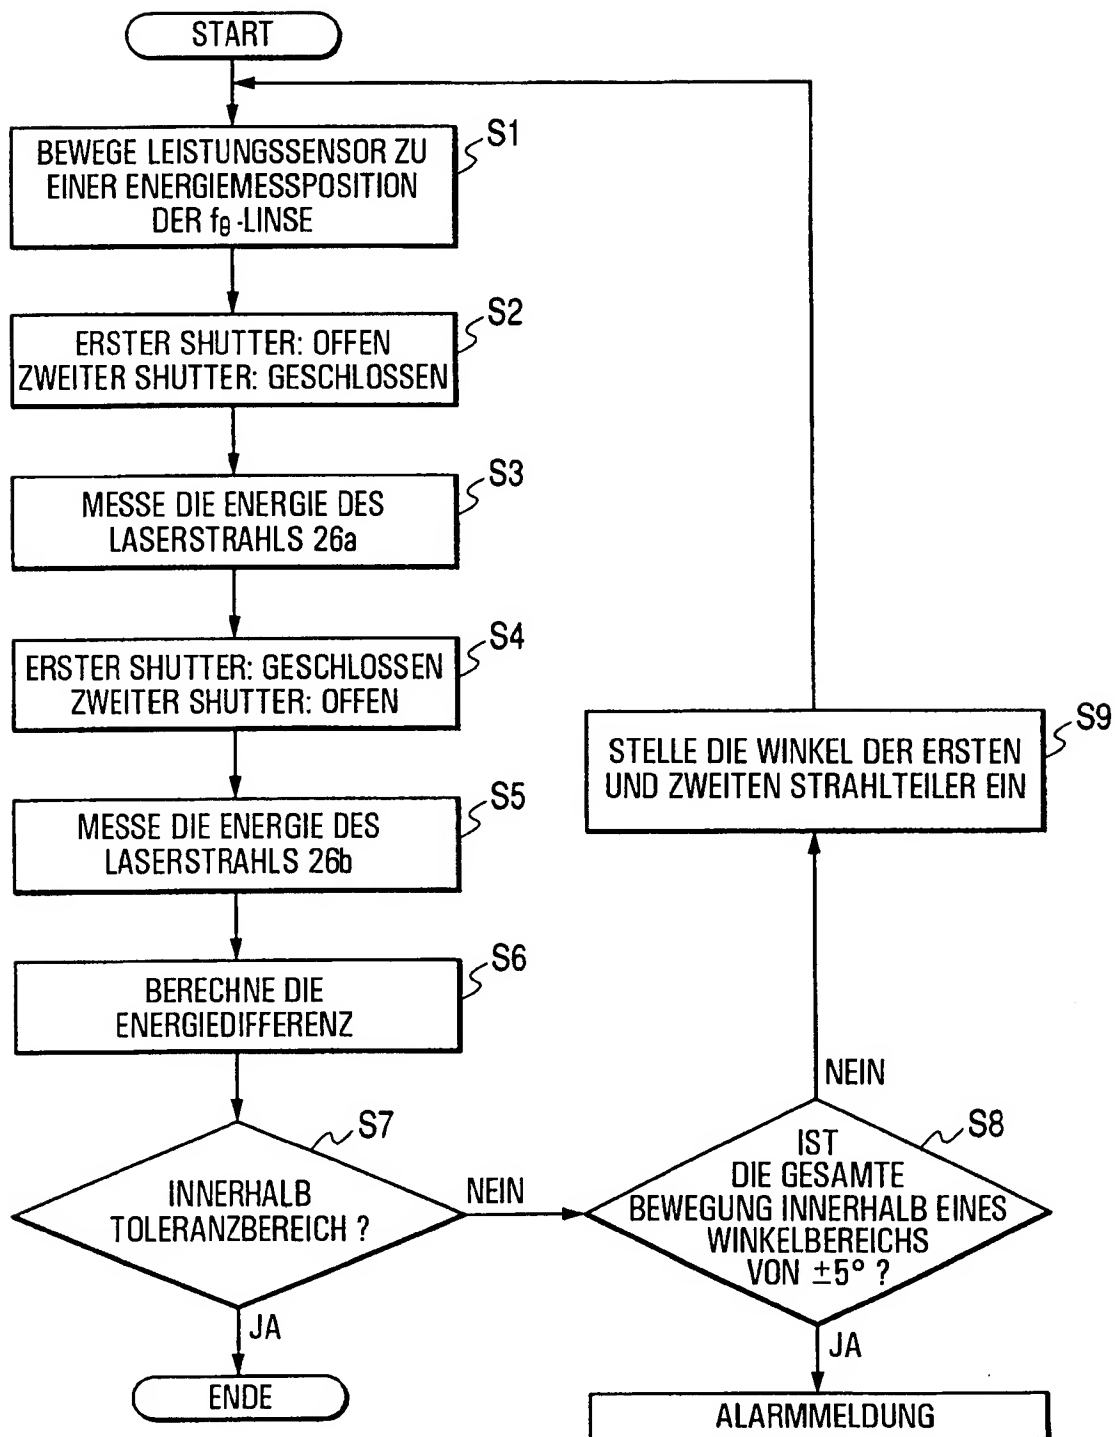 START
S1
BEWEGE LEISTUNGSSENSOR ZU
EINER ENERGIEMESSPOSITION
DER fθ-LINSE
S2
ERSTER SHUTTER: OFFEN
ZWEITER SHUTTER: GESCHLOSSEN
S3
MESSE DIE ENERGIE DES
LASERSTRAHLS 26a
S4
ERSTER SHUTTER: GESCHLOSSEN
ZWEITER SHUTTER: OFFEN
S5
MESSE DIE ENERGIE DES
LASERSTRAHLS 26b
S6
BERECHNE DIE
ENERGIEDIFFERENZ
S7
INNERHALB
TOLERANZBEREICH ?
NEIN
JA
ENDE
S8
IST
DIE GESAMTE
BEWEGUNG INNERHALB EINES
WINKELBEREICHS
VON ±5° ?
NEIN
JA
S9
STELLE DIE WINKEL DER ERSTEN
UND ZWEITEN STRAHLTEILER EIN
ALARMMELDUNG